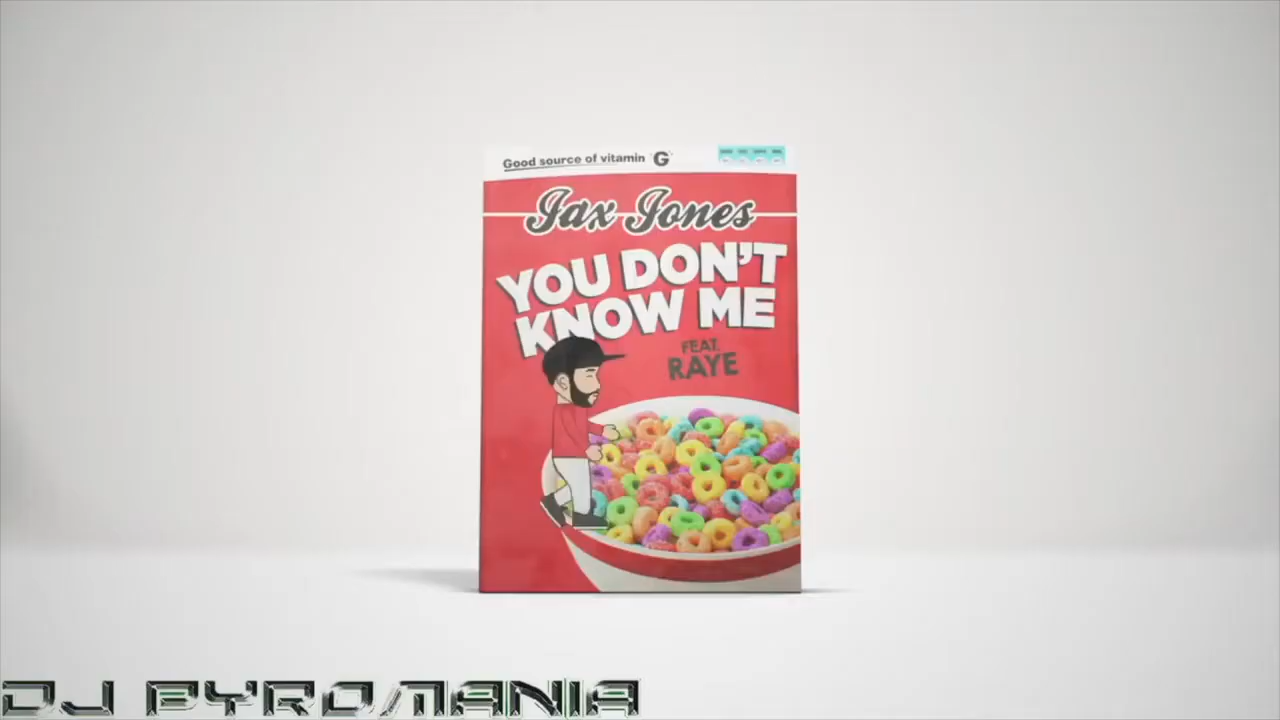 Good source of vitamin "G"
Jax Jones
YOU DON'T
KNOW ME
FEAT.
RAYE
DJ PYROMANIA